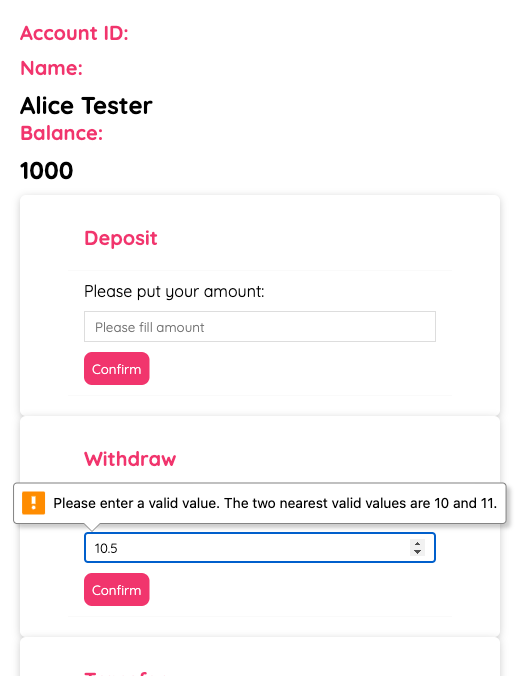 Account ID:
Name:
Alice Tester
Balance:
1000
Deposit
Please put your amount:
Please fill amount
Confirm
Withdraw
Please enter a valid value. The two nearest valid values are 10 and 11.
10.5
Confirm